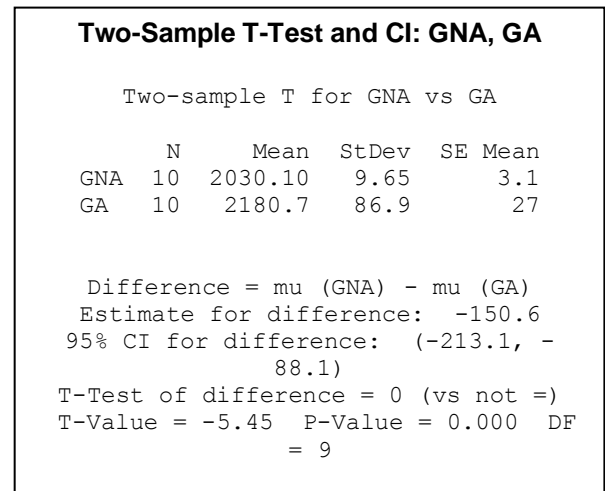 Two-Sample T-Test and CI: GNA, GA
Two-sample T for GNA vs GA
N Mean StDev SE Mean
GNA 10 2030.10 9.65 3.1
GA 10 2180.7 86.9 27
Difference = mu (GNA) - mu (GA)
Estimate for difference: -150.6
95% CI for difference: (-213.1, -
88.1)
T-Test of difference = 0 (vs not =)
T-Value = -5.45 P-Value = 0.000 DF
= 9